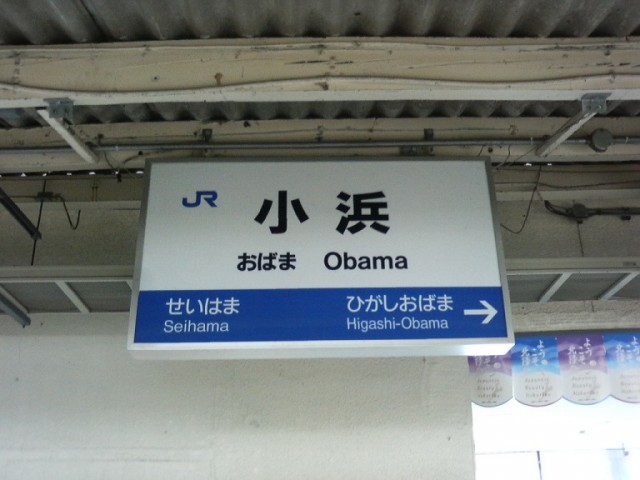 JR 小浜
おばま Obama
せいはま ひがしおばま →
Seihama Higashi-Obama